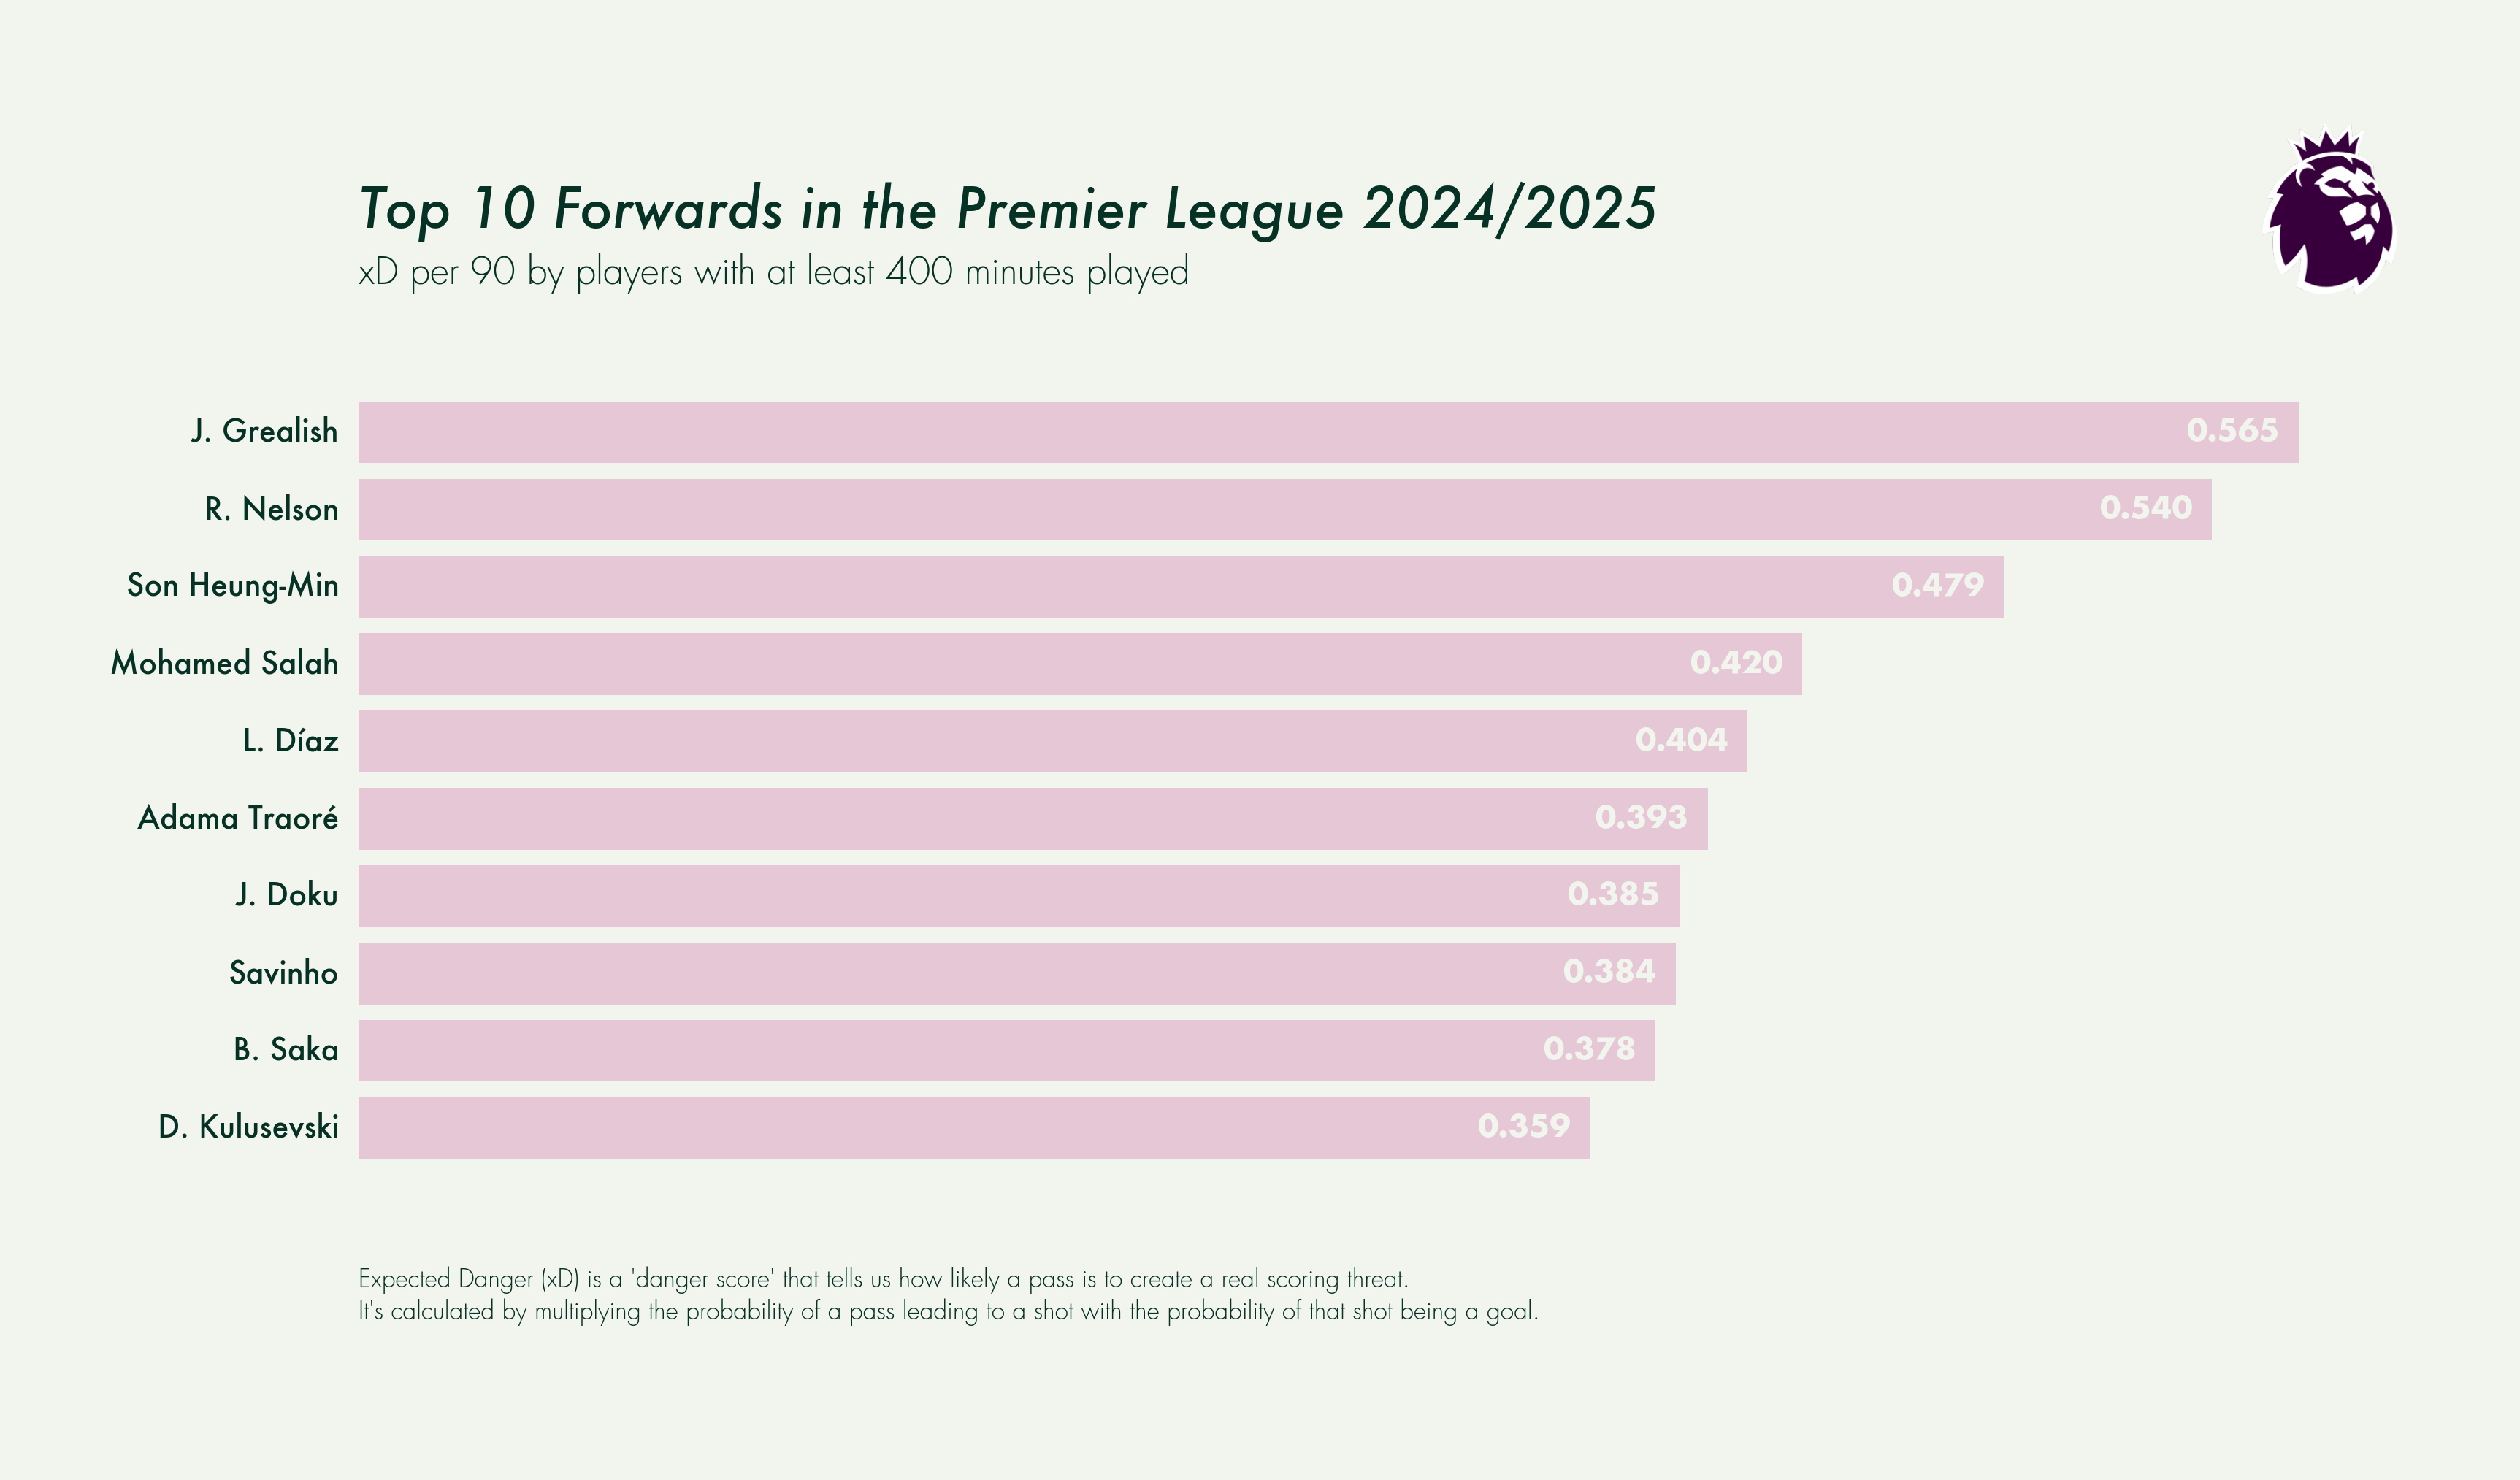 Top 10 Forwards in the Premier League 2024/2025
xD per 90 by players with at least 400 minutes played
J. Grealish 0.565
R. Nelson 0.540
Son Heung-Min 0.479
Mohamed Salah 0.420
L. Díaz 0.404
Adama Traoré 0.393
J. Doku 0.385
Savinho 0.384
B. Saka 0.378
D. Kulusevski 0.359
Expected Danger (xD) is a 'danger score' that tells us how likely a pass is to create a real scoring threat.
It's calculated by multiplying the probability of a pass leading to a shot with the probability of that shot being a goal.